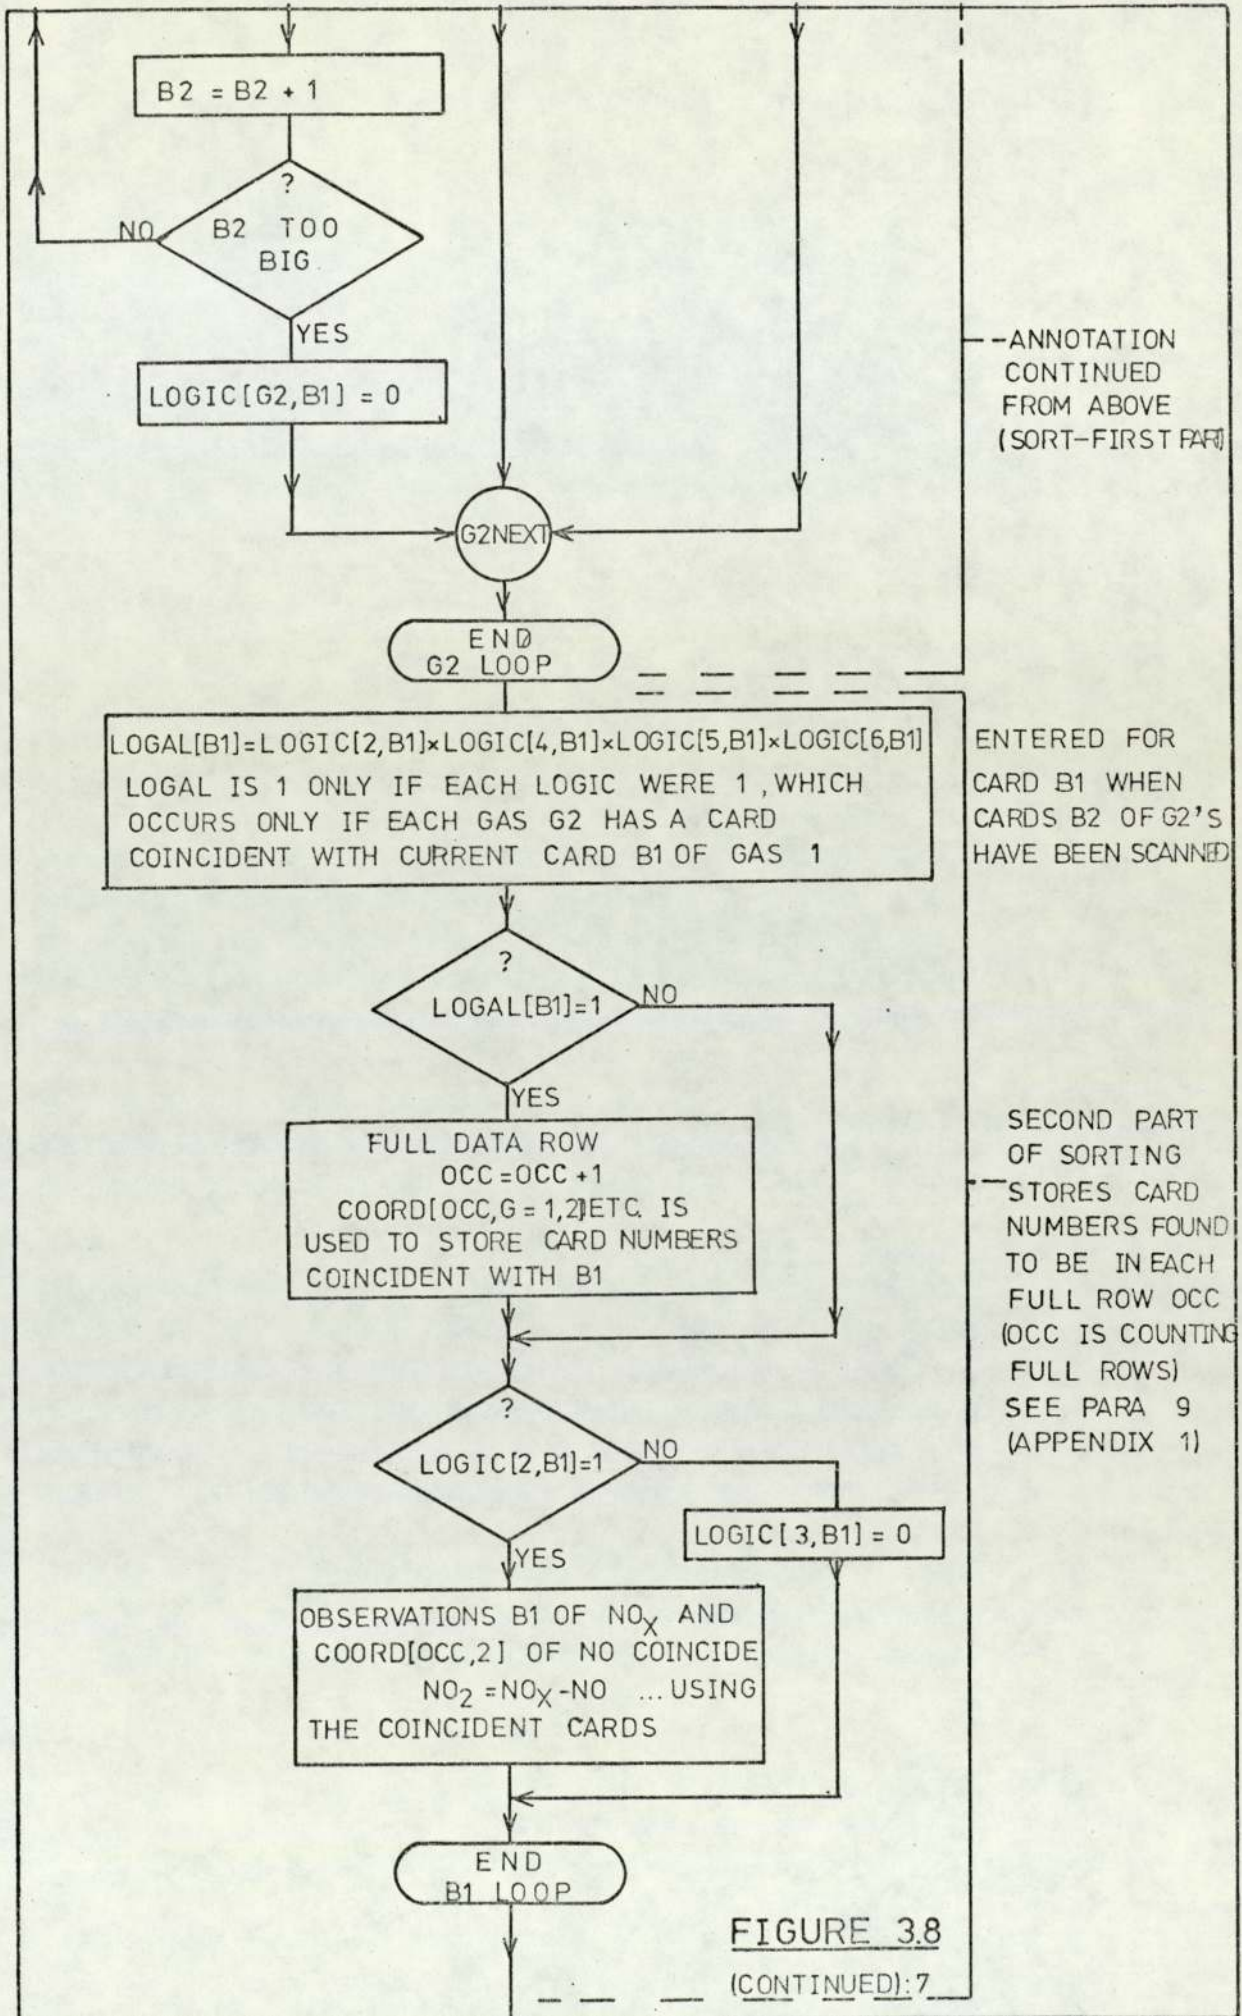 B2 = B2 + 1
?
B2 TOO
BIG
NO
YES
LOGIC[G2,B1] = 0
--ANNOTATION
CONTINUED
FROM ABOVE
(SORT-FIRST PART)
G2NEXT
END
G2 LOOP
LOGAL[B1]=LOGIC[2,B1]×LOGIC[4,B1]×LOGIC[5,B1]×LOGIC[6,B1]
LOGAL IS 1 ONLY IF EACH LOGIC WERE 1, WHICH
OCCURS ONLY IF EACH GAS G2 HAS A CARD
COINCIDENT WITH CURRENT CARD B1 OF GAS 1
ENTERED FOR
CARD B1 WHEN
CARDS B2 OF G2'S
HAVE BEEN SCANNED
?
LOGAL[B1]=1
NO
YES
FULL DATA ROW
OCC=OCC+1
COORD[OCC,G=1,2]ETC. IS
USED TO STORE CARD NUMBERS
COINCIDENT WITH B1
SECOND PART
OF SORTING
STORES CARD
NUMBERS FOUND
TO BE IN EACH
FULL ROW OCC
(OCC IS COUNTING
FULL ROWS)
SEE PARA 9
(APPENDIX 1)
?
LOGIC[2,B1]=1
NO
LOGIC[3,B1] = 0
YES
OBSERVATIONS B1 OF NOX AND
COORD[OCC,2] OF NO COINCIDE
NO2=NOX-NO ...USING
THE COINCIDENT CARDS
END
B1 LOOP
FIGURE 3.8
(CONTINUED):7